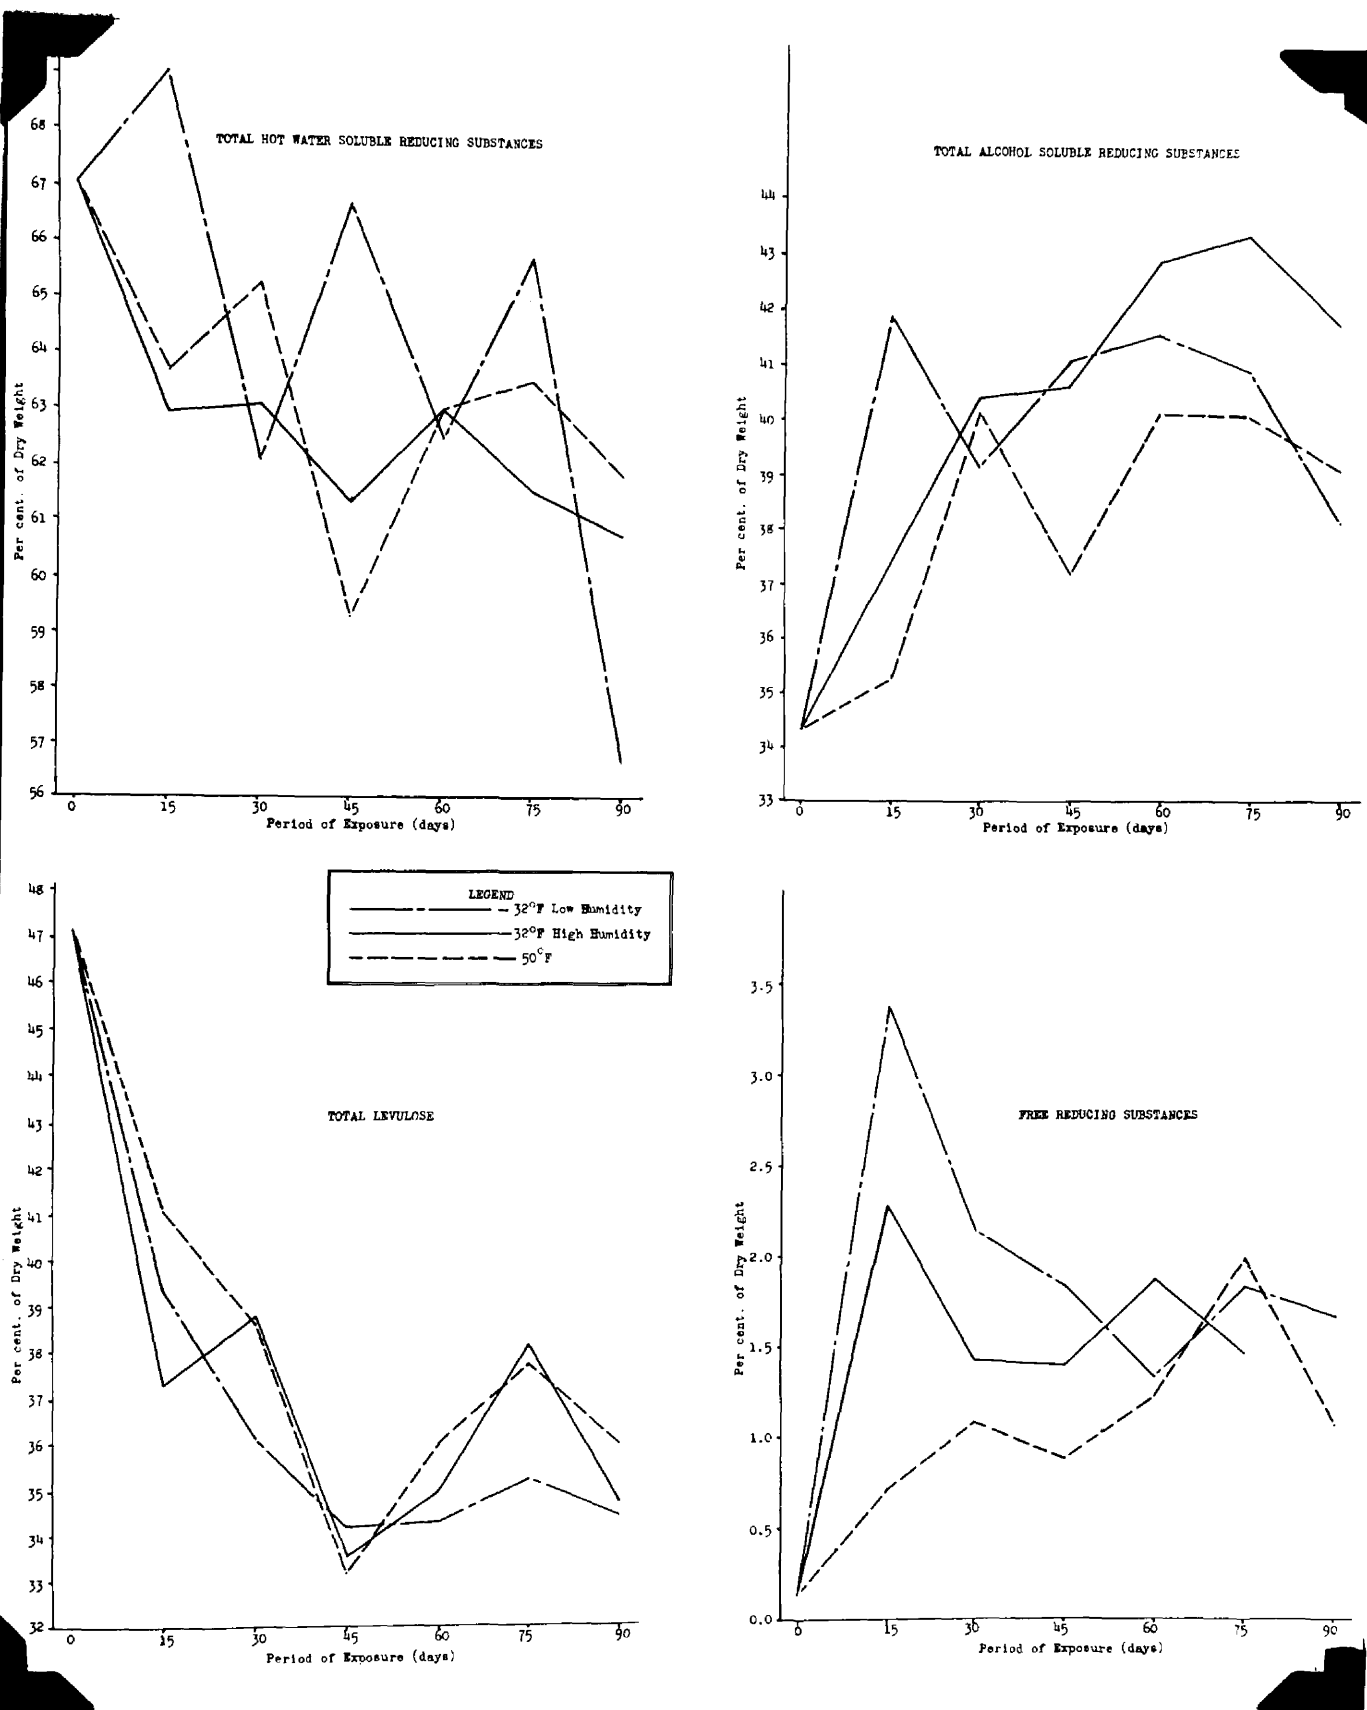 TOTAL HOT WATER SOLUBLE REDUCING SUBSTANCES
Per cent. of Dry Weight
68
67
66
65
64
63
62
61
60
59
58
57
56
0 15 30 45 60 75 90
Period of Exposure (days)
TOTAL ALCOHOL SOLUBLE REDUCING SUBSTANCES
Per cent. of Dry Weight
44
43
42
41
40
39
38
37
36
35
34
33
0 15 30 45 60 75 90
Period of Exposure (days)
LEGEND
32°F Low Humidity
32°F High Humidity
50°F
TOTAL LEVULOSE
Per cent. of Dry Weight
48
47
46
45
44
43
42
41
40
39
38
37
36
35
34
33
32
0 15 30 45 60 75 90
Period of Exposure (days)
FREE REDUCING SUBSTANCES
Per cent. of Dry Weight
3.5
3.0
2.5
2.0
1.5
1.0
0.5
0.0
0 15 30 45 60 75 90
Period of Exposure (days)